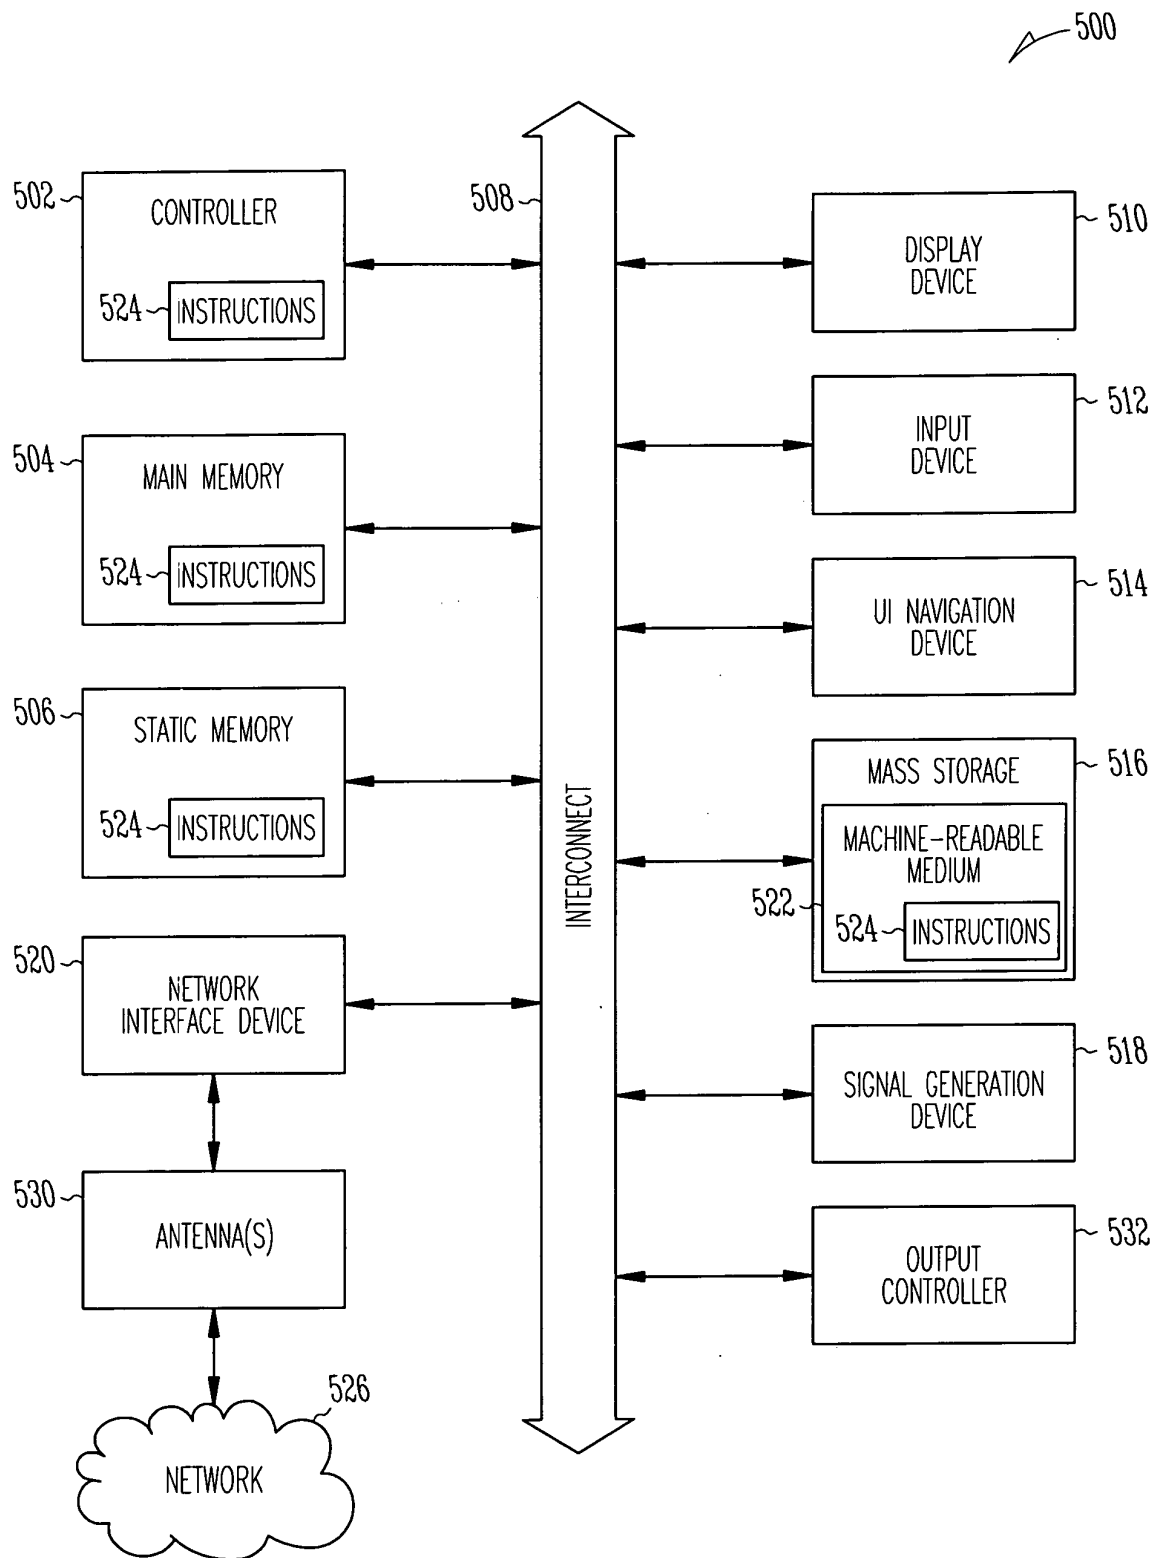 500
502
CONTROLLER
524
INSTRUCTIONS
504
MAIN MEMORY
524
INSTRUCTIONS
506
STATIC MEMORY
524
INSTRUCTIONS
520
NETWORK
INTERFACE DEVICE
530
ANTENNA(S)
526
NETWORK
508
INTERCONNECT
510
DISPLAY
DEVICE
512
INPUT
DEVICE
514
UI NAVIGATION
DEVICE
516
MASS STORAGE
MACHINE-READABLE
MEDIUM
522
524
INSTRUCTIONS
518
SIGNAL GENERATION
DEVICE
532
OUTPUT
CONTROLLER